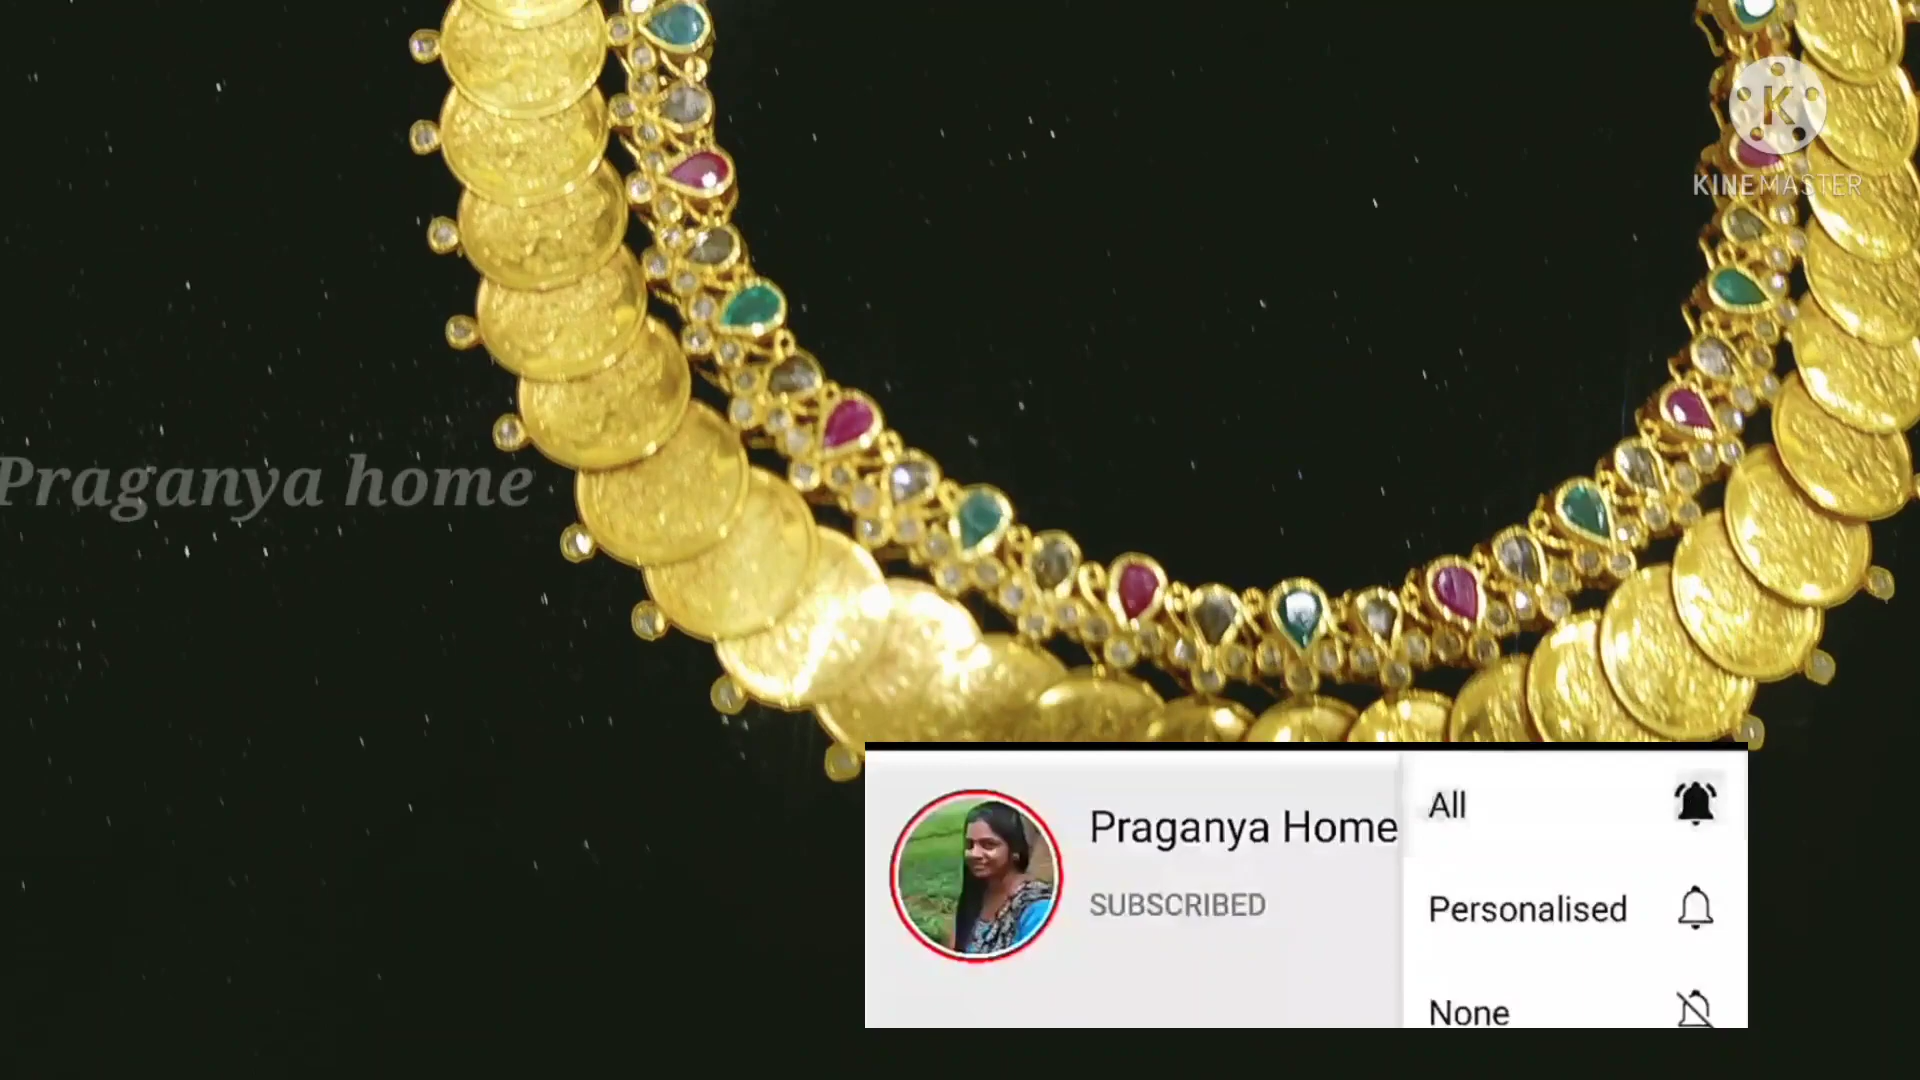 K
KINEMASTER
Praganya home
Praganya Home
SUBSCRIBED
All
Personalised
None